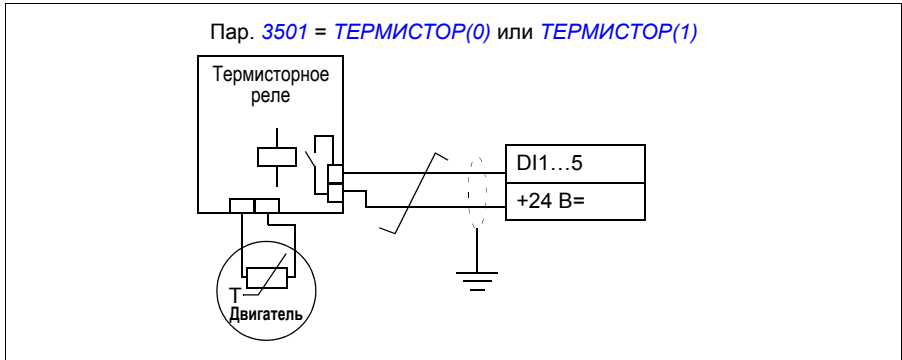 Пар. 3501 = ТЕРМИСТОР(0) или ТЕРМИСТОР(1)
Термисторное
реле
DI1…5
+24 В=
T
Двигатель